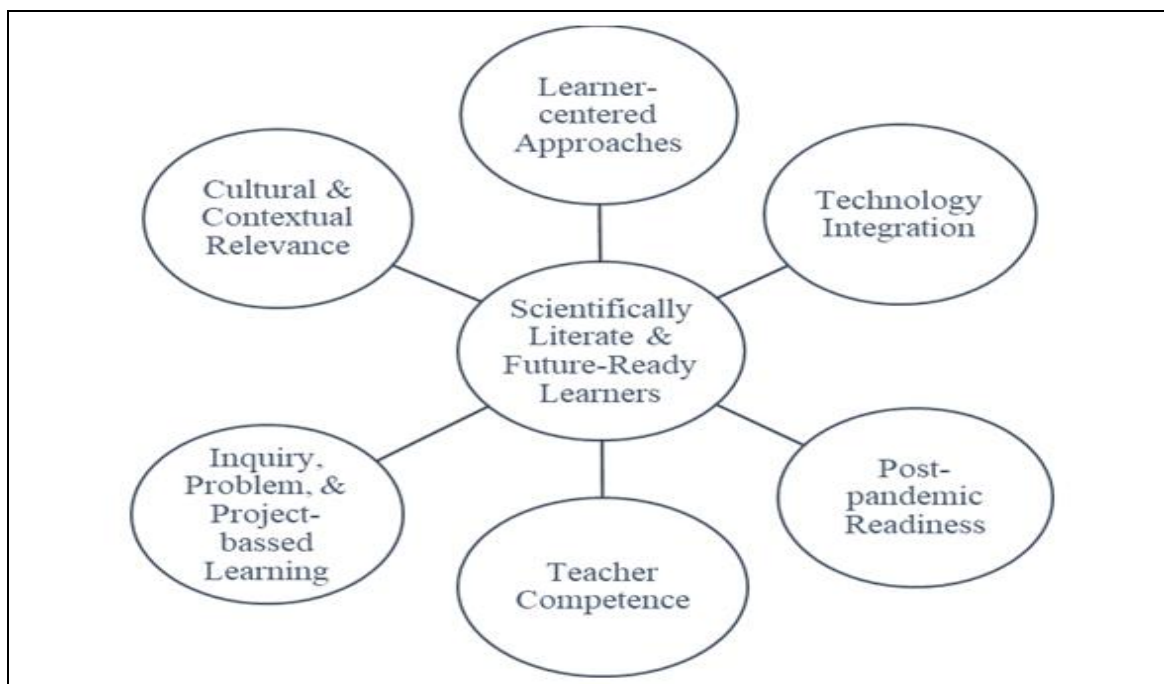 Learner-
centered
Approaches
Cultural &
Contextual
Relevance
Technology
Integration
Scientifically
Literate &
Future-Ready
Learners
Inquiry,
Problem, &
Project-
bassed
Learning
Post-
pandemic
Readiness
Teacher
Competence